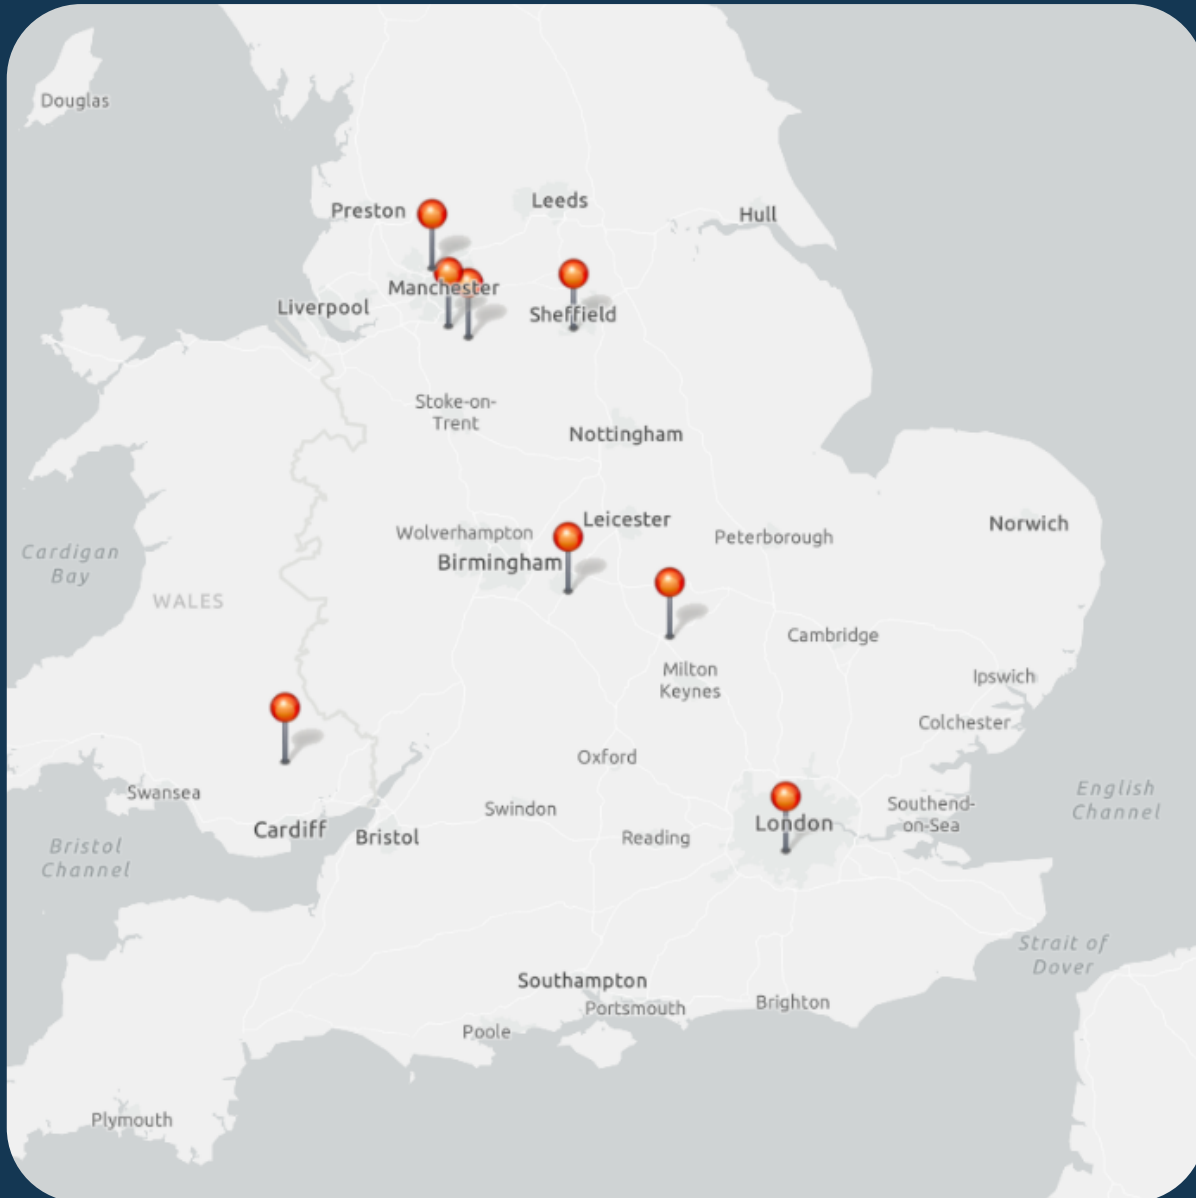 Douglas
Leeds
Preston
Hull
Manchester
Liverpool
Sheffield
Stoke-on-
Trent
Nottingham
Leicester
Norwich
Wolverhampton
Peterborough
Birmingham
Cardigan
Bay
WALES
Cambridge
Milton
Keynes
Ipswich
Colchester
Oxford
Swansea
English
Channel
Swindon
Southend-
on-Sea
London
Cardiff
Bristol
Reading
Bristol
Channel
Strait of
Dover
Southampton
Portsmouth
Brighton
Poole
Plymouth